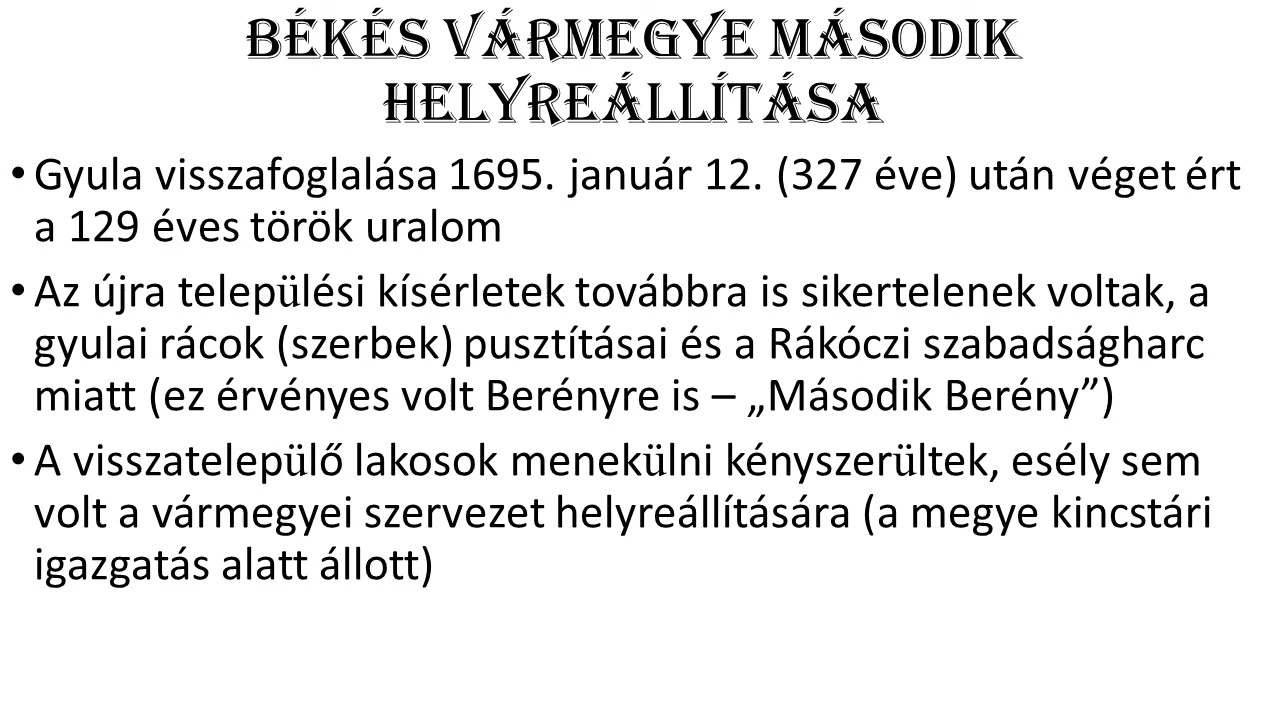 BÉKÉS VÁRMEGYE MÁSODIK
HELYREÁLLÍTÁSA
• Gyula visszafoglalása 1695. január 12. (327 éve) után véget ért
a 129 éves török uralom
• Az újra települési kísérletek továbbra is sikertelenek voltak, a
gyulai rácok (szerbek) pusztításai és a Rákóczi szabadságharc
miatt (ez érvényes volt Berényre is – „Második Berény”)
• A visszatelepülő lakosok menekülni kényszerültek, esély sem
volt a vármegyei szervezet helyreállítására (a megye kincstári
igazgatás alatt állott)